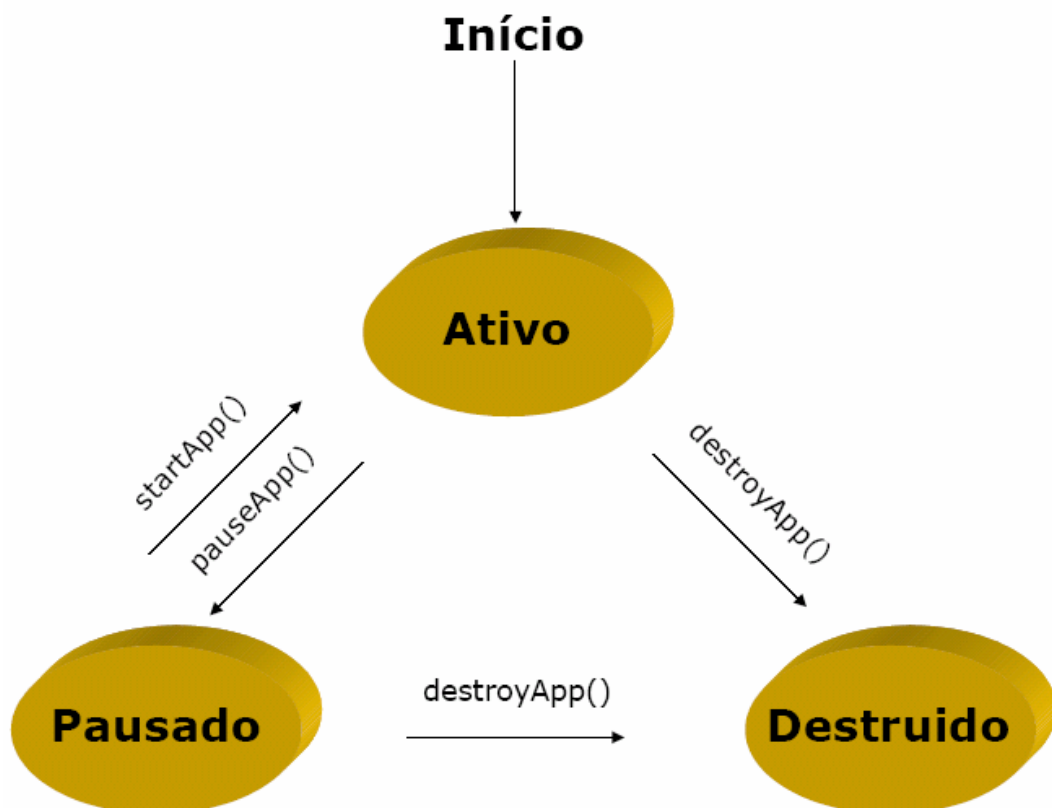 Início
Ativo
startApp()
pauseApp()
destroyApp()
Pausado
destroyApp()
Destruido